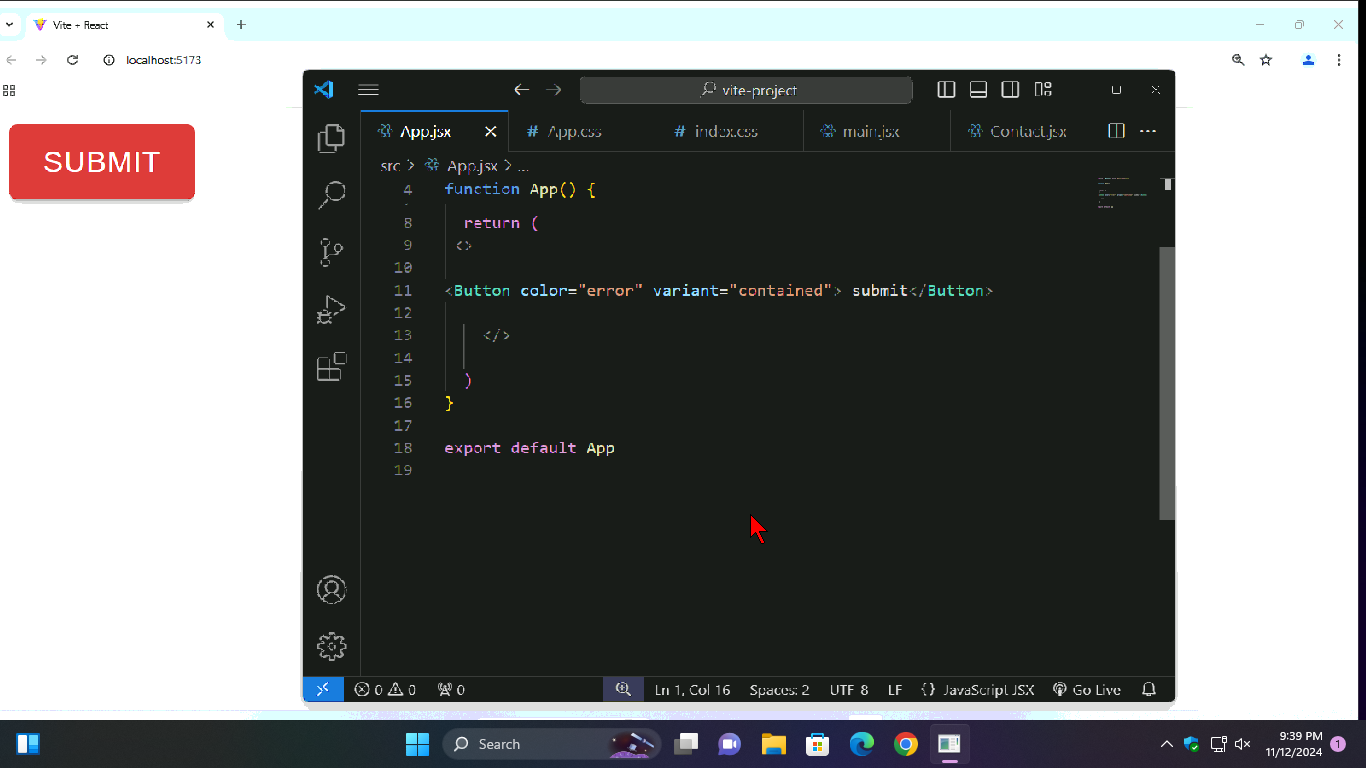 Vite + React
localhost:5173
SUBMIT
vite-project
App.jsx
# App.css
# index.css
main.jsx
Contact.jsx
src > App.jsx > ...
4 function App() {
8 return (
9 <>
10
11 <Button color="error" variant="contained"> submit</Button>
12
13 </>
14
15 )
16 }
17
18 export default App
19
0 0 0
Ln 1, Col 16 Spaces: 2 UTF 8 LF {} JavaScript JSX Go Live
Search
9:39 PM
11/12/2024
1